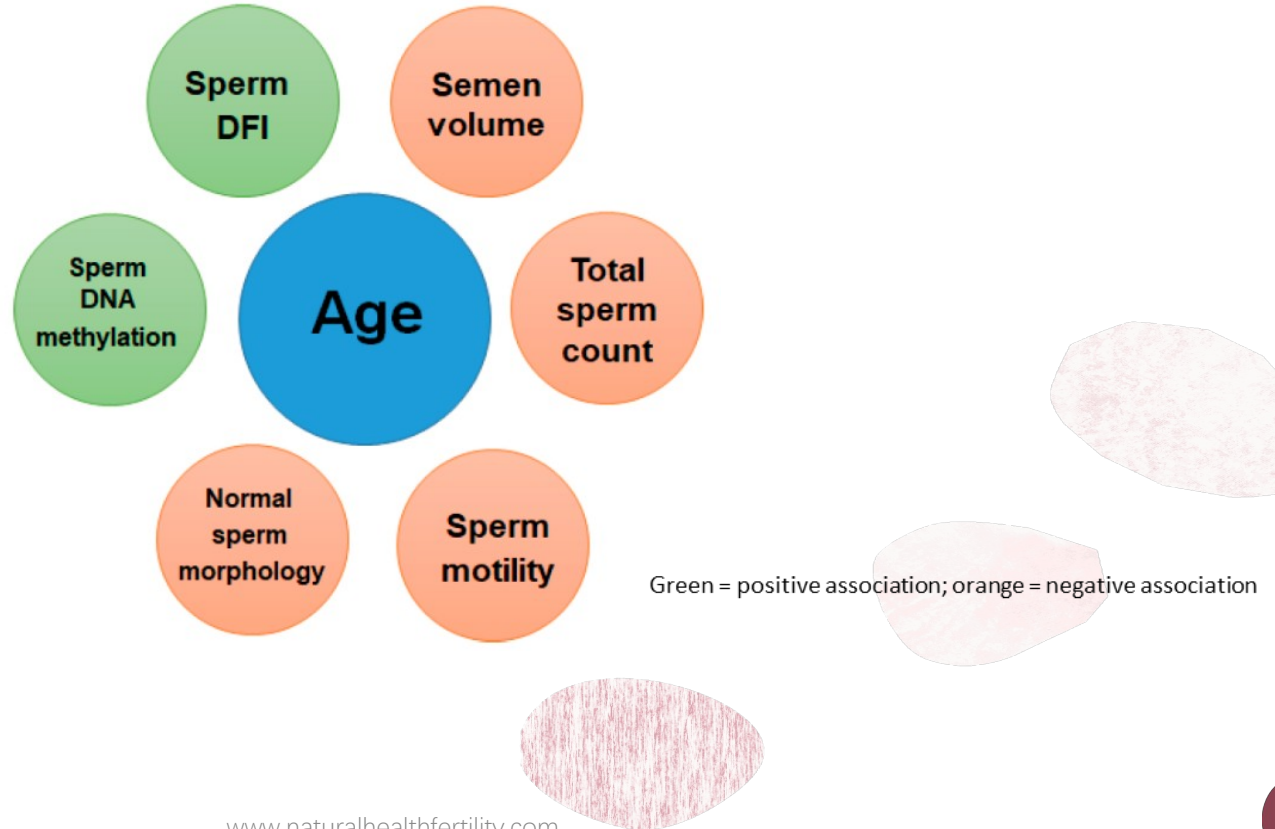 Sperm
DFI
Semen
volume
Sperm
DNA
methylation
Age
Total
sperm
count
Normal
sperm
morphology
Sperm
motility
Green = positive association; orange = negative association
www.naturalhealthfertility.com